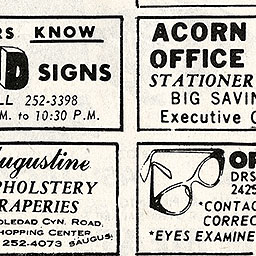 RS KNOW
D SIGNS
LL 252-3398
M. to 10:30 P.M.
ACORN
OFFICE
STATIONER
BIG SAVIN
Executive
ugustine
PHOLSTERY
RAPERIES
OLEDAD CYN. ROAD,
HOPPING CENTER
252-4073 SAUGUS
OP
DRS
2429
*CONTAC
CORREC
*EYES EXAMINE